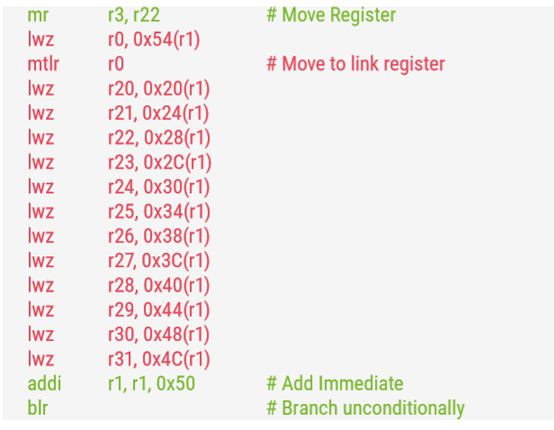 mr r3, r22 # Move Register
lwz r0, 0x54(r1)
mtlr r0 # Move to link register
lwz r20, 0x20(r1)
lwz r21, 0x24(r1)
lwz r22, 0x28(r1)
lwz r23, 0x2C(r1)
lwz r24, 0x30(r1)
lwz r25, 0x34(r1)
lwz r26, 0x38(r1)
lwz r27, 0x3C(r1)
lwz r28, 0x40(r1)
lwz r29, 0x44(r1)
lwz r30, 0x48(r1)
lwz r31, 0x4C(r1)
addi r1, r1, 0x50 # Add Immediate
blr # Branch unconditionally